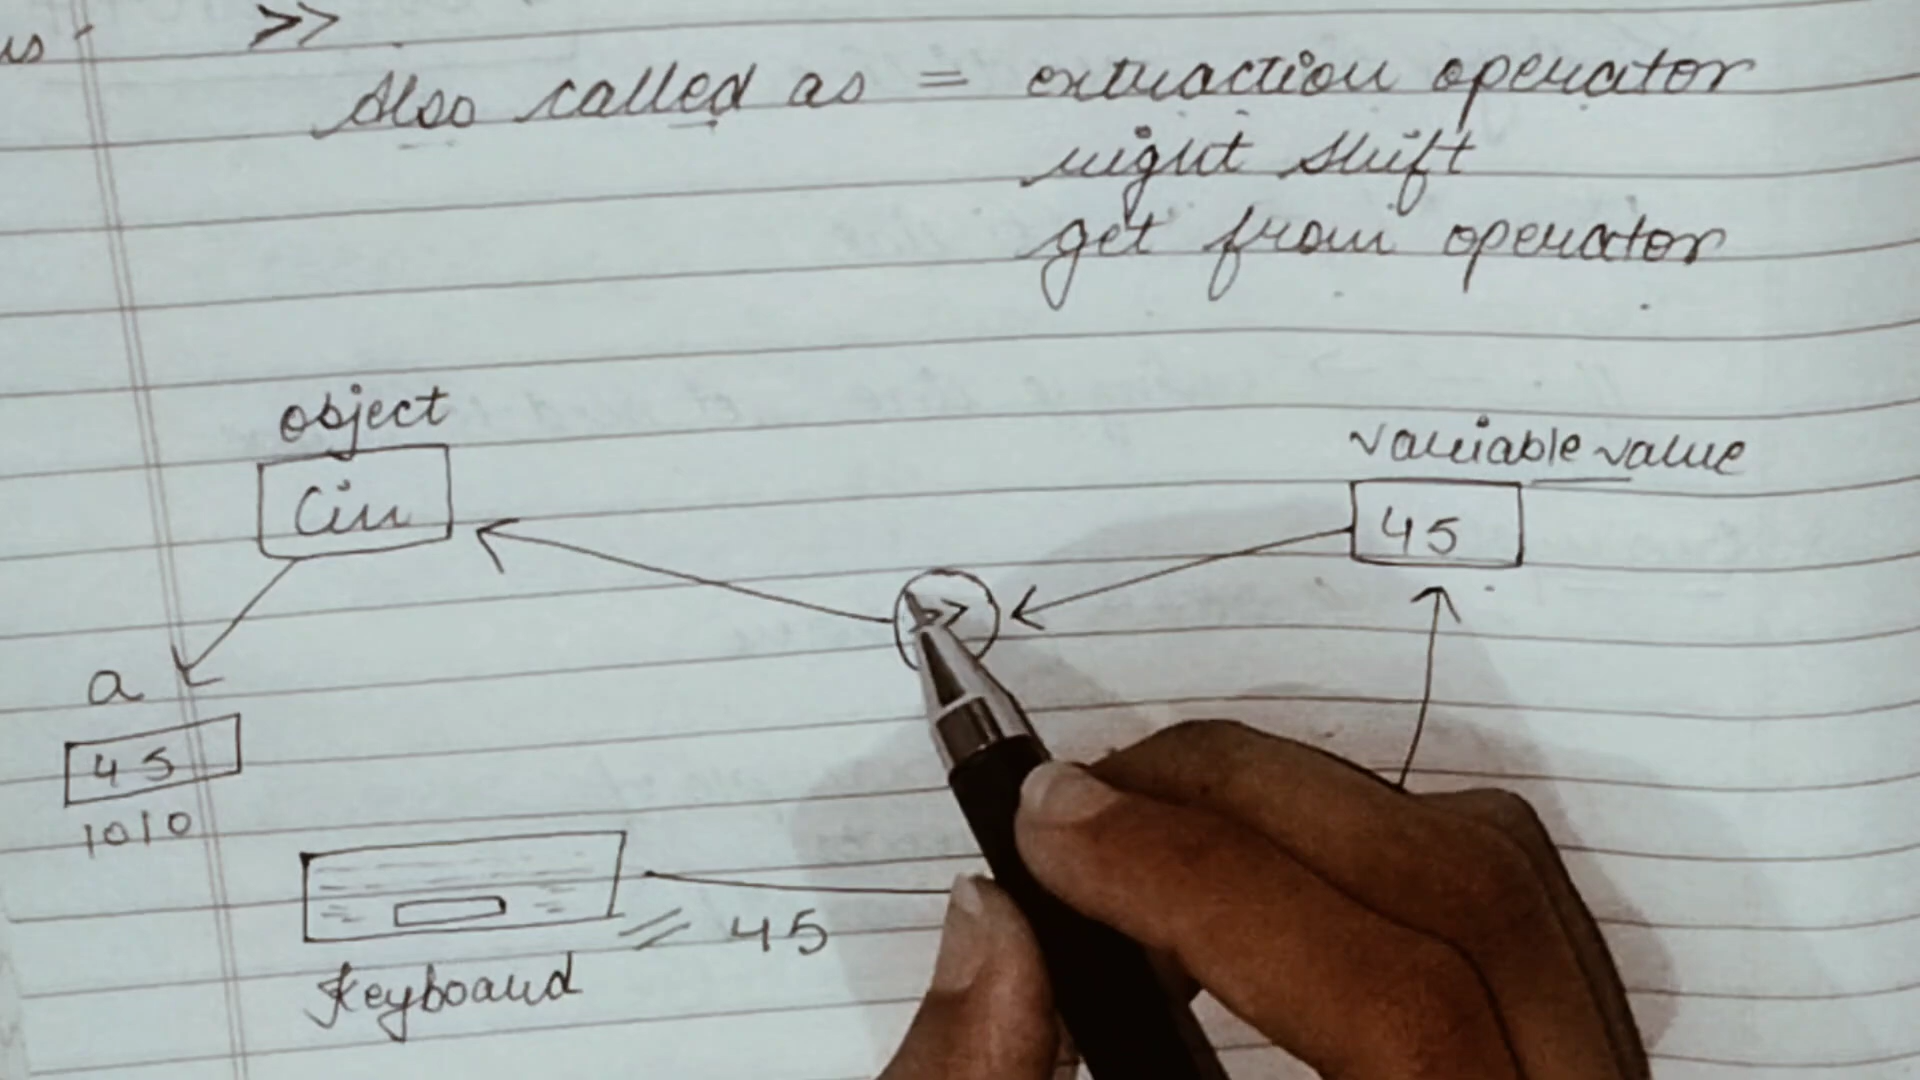 >>
Also called as = extraction operator
right shift
get from operator
object
Cin
variable value
45
>>
a
45
1010
45
Keyboard